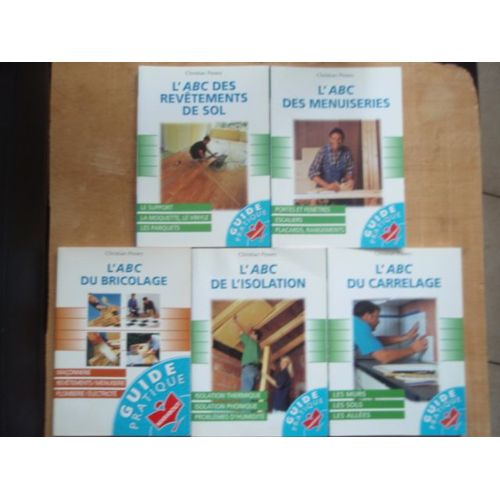 Christian Pessey
L'ABC DES
REVÊTEMENTS
DE SOL
LE SUPPORT
LA MOQUETTE, LE VINYLE
LES PARQUETS
GUIDE
PRATIQUE
Christian Pessey
L'ABC
DES MENUISERIES
PORTES ET FENETRES
ESCALIERS
PLACARDS, RANGEMENTS
GUIDE
PRATIQUE
Christian Pessey
L'ABC
DU BRICOLAGE
MAÇONNERIE
REVÊTEMENTS / MENUISERIE
PLOMBERIE / ÉLECTRICITÉ
GUIDE
PRATIQUE
Christian Pessey
L'ABC
DE L'ISOLATION
ISOLATION THERMIQUE
ISOLATION PHONIQUE
PROBLÈMES D'HUMIDITÉ
GUIDE
PRATIQUE
Christian Pessey
L'ABC
DU CARRELAGE
LES MURS
LES SOLS
LES ALLÉES
GUIDE
PRATIQUE